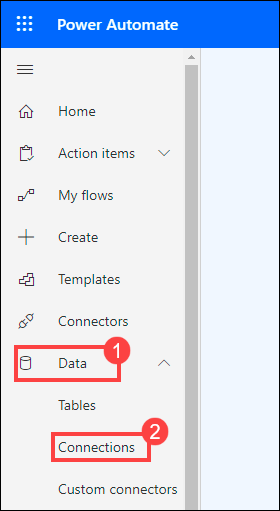 Power Automate
Home
Action items
My flows
Create
Templates
Connectors
Data 1
Tables
Connections 2
Custom connectors